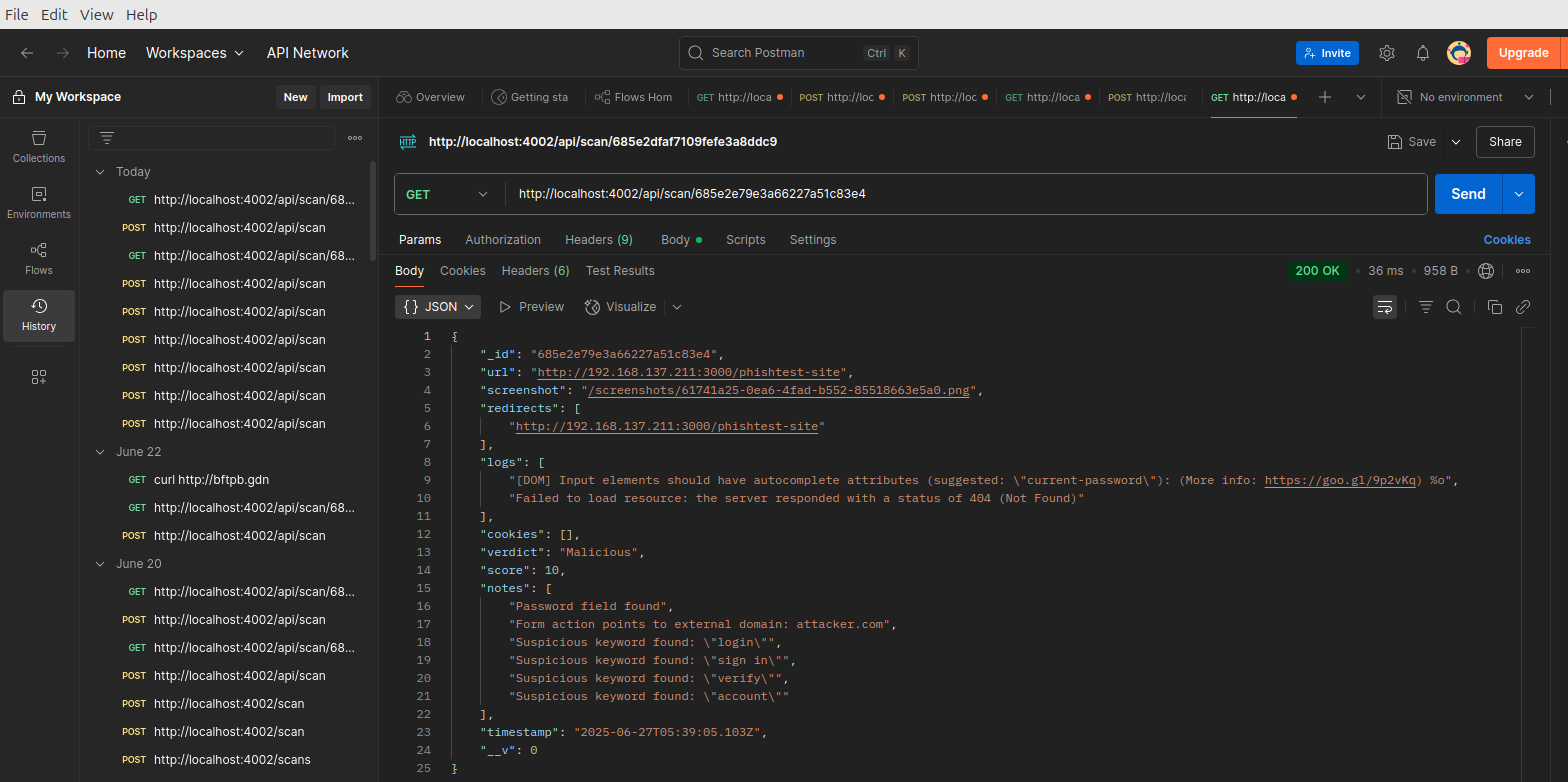 File Edit View Help
Home Workspaces API Network Search Postman Ctrl K Invite Upgrade
My Workspace New Import Overview Getting sta Flows Hom GET http://loca POST http://loc POST http://loc GET http://loca POST http://loca GET http://loca No environment
Collections
Environments
Flows
History
Today
GET http://localhost:4002/api/scan/68...
POST http://localhost:4002/api/scan
GET http://localhost:4002/api/scan/68...
POST http://localhost:4002/api/scan
POST http://localhost:4002/api/scan
POST http://localhost:4002/api/scan
POST http://localhost:4002/api/scan
POST http://localhost:4002/api/scan
POST http://localhost:4002/api/scan
June 22
GET curl http://bftpb.gdn
GET http://localhost:4002/api/scan/68...
POST http://localhost:4002/api/scan
June 20
GET http://localhost:4002/api/scan/68...
POST http://localhost:4002/api/scan
GET http://localhost:4002/api/scan/68...
POST http://localhost:4002/api/scan
POST http://localhost:4002/scan
POST http://localhost:4002/scan
POST http://localhost:4002/scans
HTTP http://localhost:4002/api/scan/685e2dfaf7109fefe3a8ddc9 Save Share
GET http://localhost:4002/api/scan/685e2e79e3a66227a51c83e4 Send
Params Authorization Headers (9) Body Scripts Settings Cookies
Body Cookies Headers (6) Test Results 200 OK 36 ms 958 B
{} JSON Preview Visualize
1 {
2 "_id": "685e2e79e3a66227a51c83e4",
3 "url": "http://192.168.137.211:3000/phishtest-site",
4 "screenshot": "/screenshots/61741a25-0ea6-4fad-b552-85518663e5a0.png",
5 "redirects": [
6 "http://192.168.137.211:3000/phishtest-site"
7 ],
8 "logs": [
9 "[DOM] Input elements should have autocomplete attributes (suggested: \"current-password\"): (More info: https://goo.gl/9p2vKq) %o",
10 "Failed to load resource: the server responded with a status of 404 (Not Found)"
11 ],
12 "cookies": [],
13 "verdict": "Malicious",
14 "score": 10,
15 "notes": [
16 "Password field found",
17 "Form action points to external domain: attacker.com",
18 "Suspicious keyword found: \"login\"",
19 "Suspicious keyword found: \"sign in\"",
20 "Suspicious keyword found: \"verify\"",
21 "Suspicious keyword found: \"account\""
22 ],
23 "timestamp": "2025-06-27T05:39:05.103Z",
24 "__v": 0
25 }